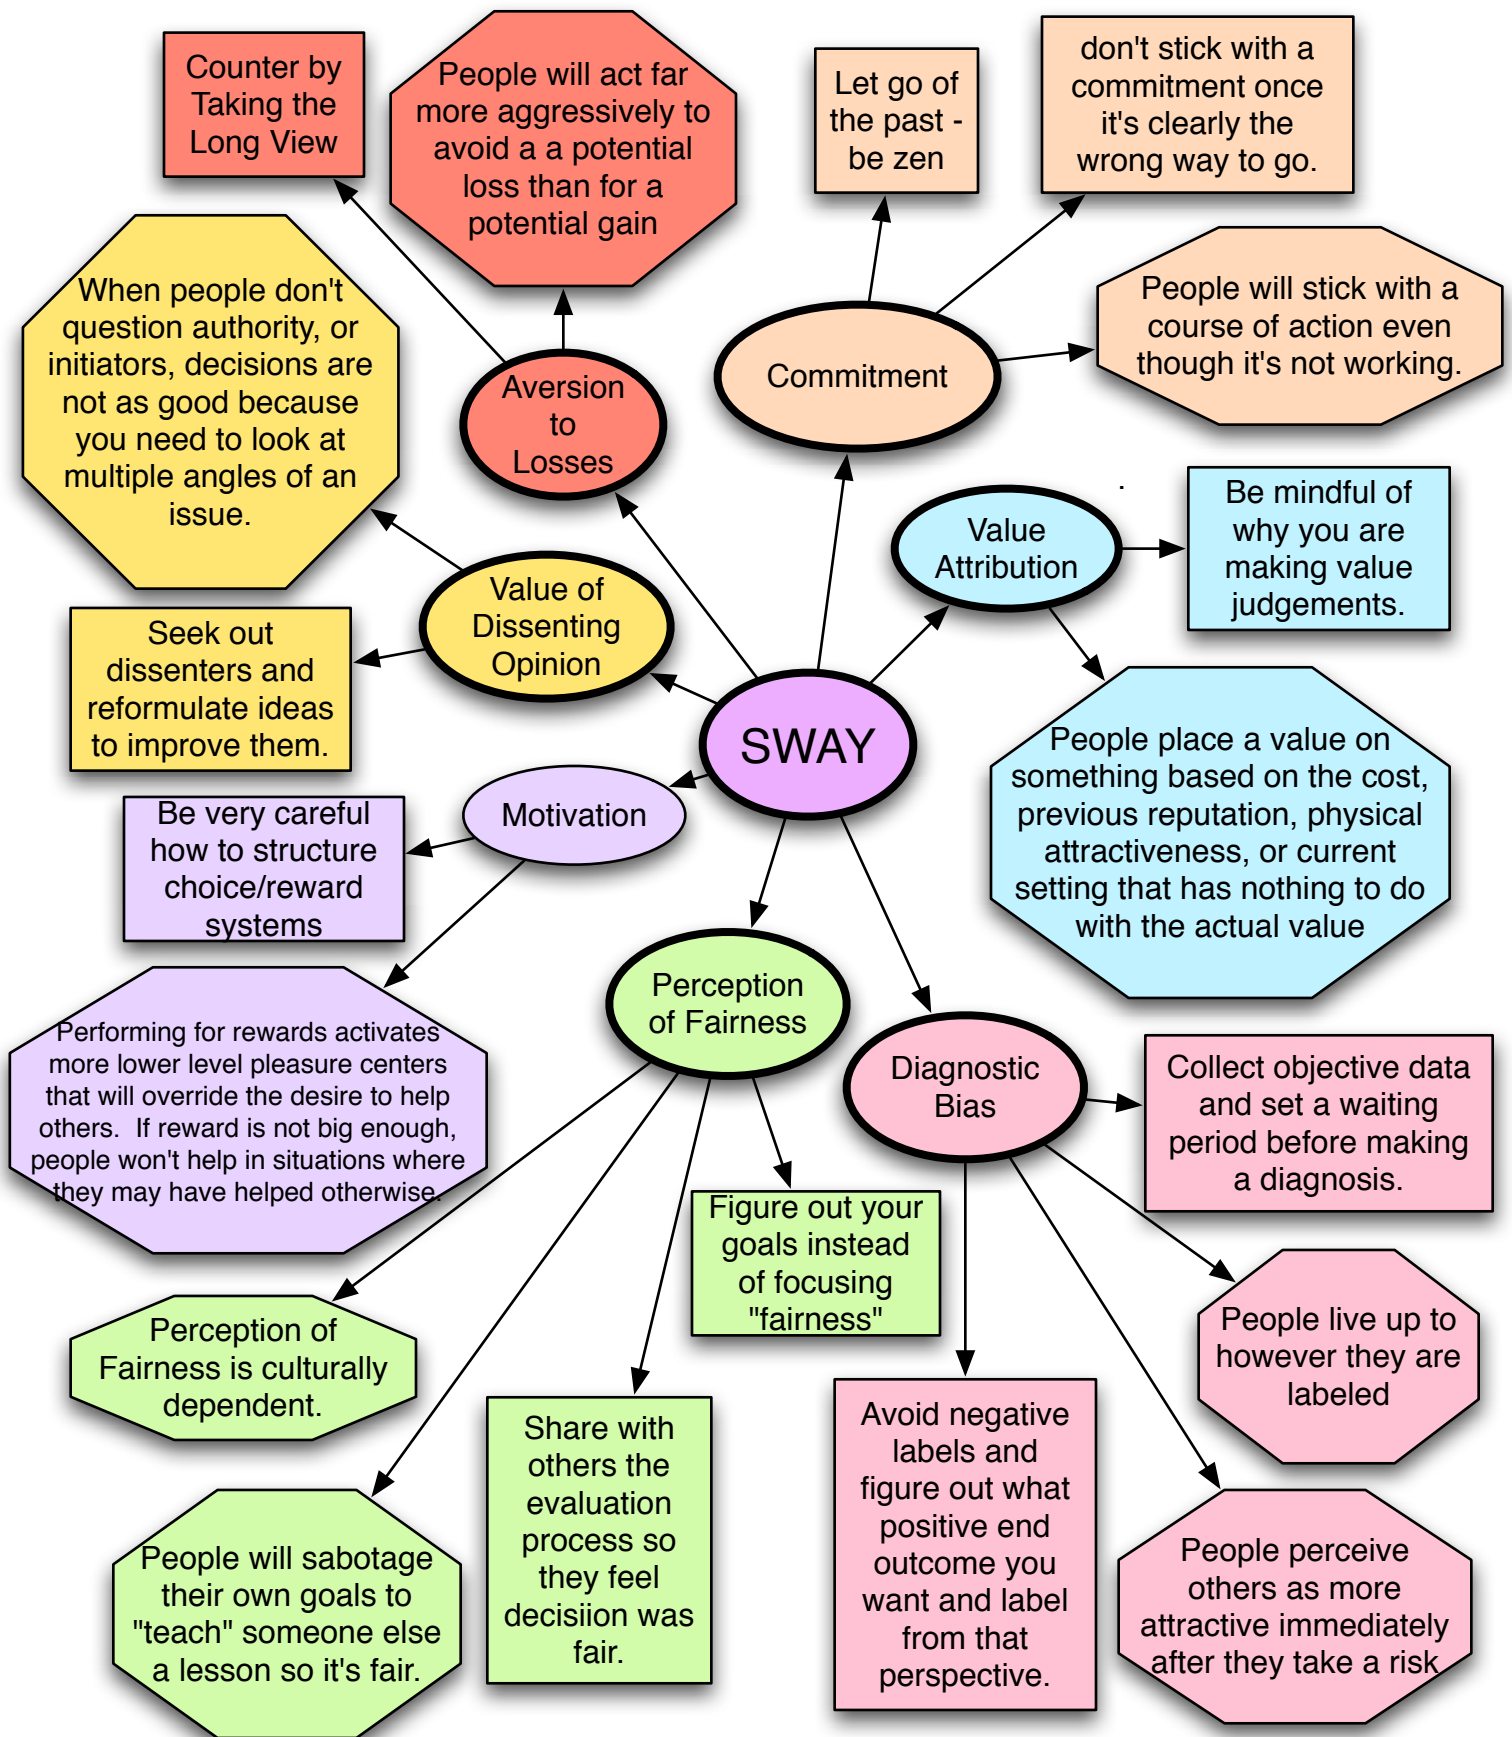 Counter by
Taking the
Long View
People will act far
more aggressively to
avoid a a potential
loss than for a
potential gain
Let go of
the past -
be zen
don't stick with a
commitment once
it's clearly the
wrong way to go.
When people don't
question authority, or
initiators, decisions are
not as good because
you need to look at
multiple angles of an
issue.
Aversion
to
Losses
Commitment
People will stick with a
course of action even
though it's not working.
Value
Attribution
.
Be mindful of
why you are
making value
judgements.
Value of
Dissenting
Opinion
Seek out
dissenters and
reformulate ideas
to improve them.
SWAY
People place a value on
something based on the cost,
previous reputation, physical
attractiveness, or current
setting that has nothing to do
with the actual value
Motivation
Be very careful
how to structure
choice/reward
systems
Performing for rewards activates
more lower level pleasure centers
that will override the desire to help
others.  If reward is not big enough,
people won't help in situations where
they may have helped otherwise.
Perception
of Fairness
Diagnostic
Bias
Collect objective data
and set a waiting
period before making
a diagnosis.
Figure out your
goals instead
of focusing
"fairness"
People live up to
however they are
labeled
Perception of
Fairness is culturally
dependent.
Share with
others the
evaluation
process so
they feel
decisiion was
fair.
Avoid negative
labels and
figure out what
positive end
outcome you
want and label
from that
perspective.
People will sabotage
their own goals to
"teach" someone else
a lesson so it's fair.
People perceive
others as more
attractive immediately
after they take a risk